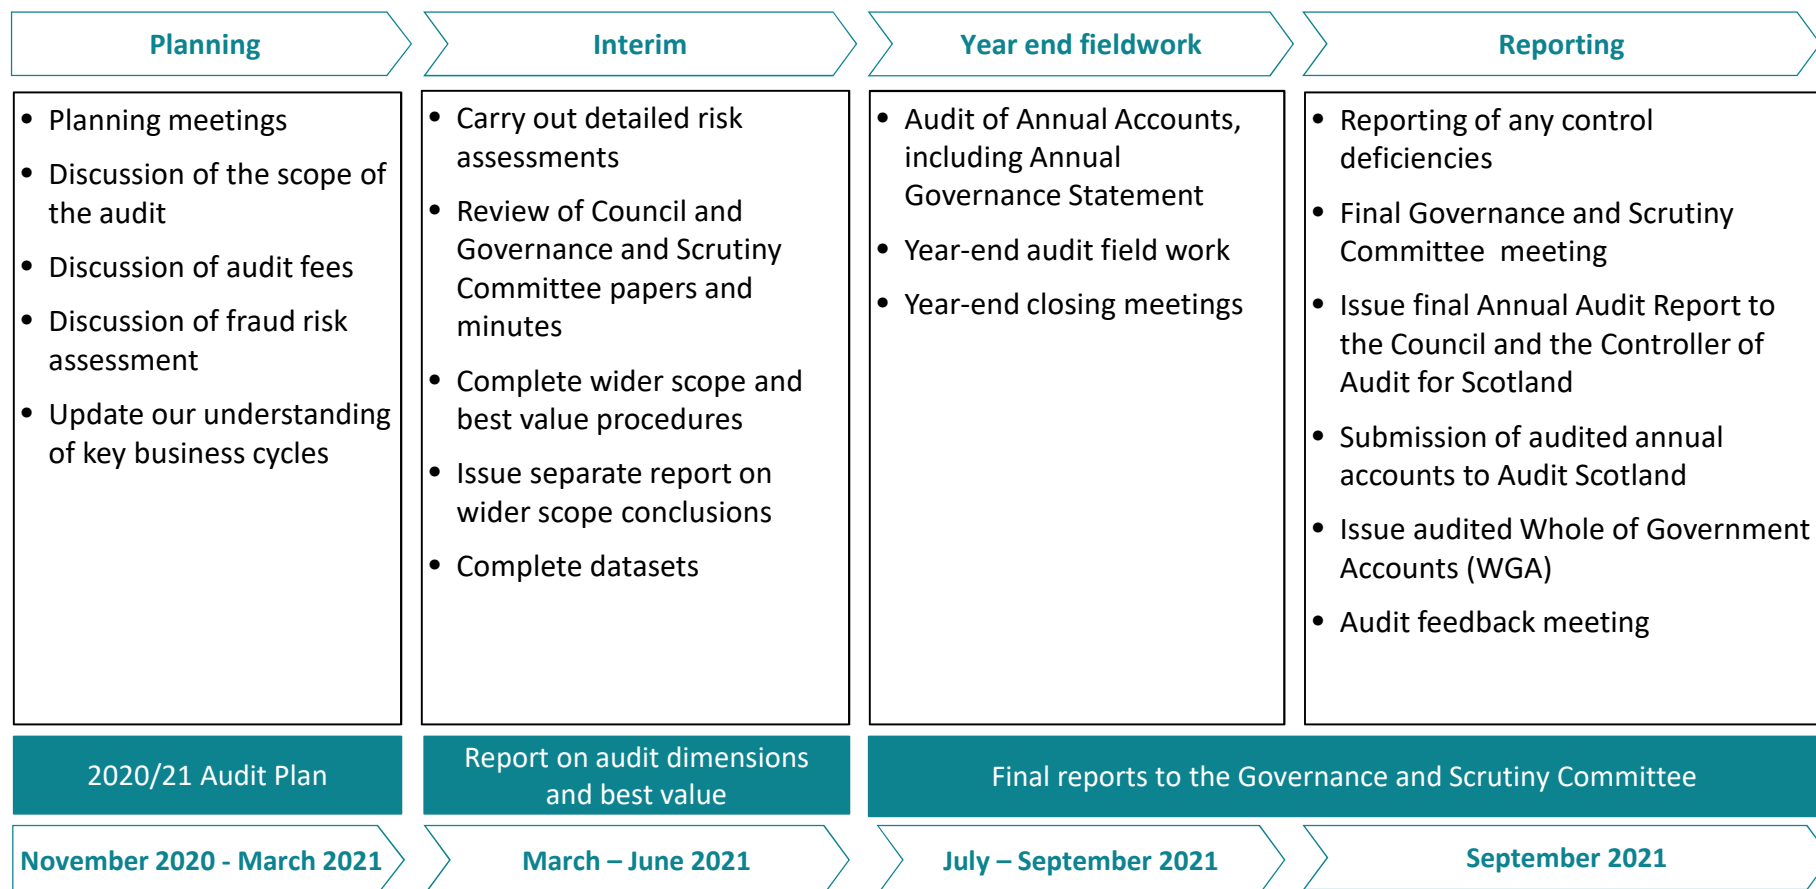 Planning
Interim
Year end fieldwork
Reporting
• Planning meetings
• Discussion of the scope of
the audit
• Discussion of audit fees
• Discussion of fraud risk
assessment
• Update our understanding
of key business cycles
• Carry out detailed risk
assessments
• Review of Council and
Governance and Scrutiny
Committee papers and
minutes
• Complete wider scope and
best value procedures
• Issue separate report on
wider scope conclusions
• Complete datasets
• Audit of Annual Accounts,
including Annual
Governance Statement
• Year-end audit field work
• Year-end closing meetings
• Reporting of any control
deficiencies
• Final Governance and Scrutiny
Committee  meeting
• Issue final Annual Audit Report to
the Council and the Controller of
Audit for Scotland
• Submission of audited annual
accounts to Audit Scotland
• Issue audited Whole of Government
Accounts (WGA)
• Audit feedback meeting
2020/21 Audit Plan
Report on audit dimensions
and best value
Final reports to the Governance and Scrutiny Committee
November 2020 - March 2021
March – June 2021
July – September 2021
September 2021